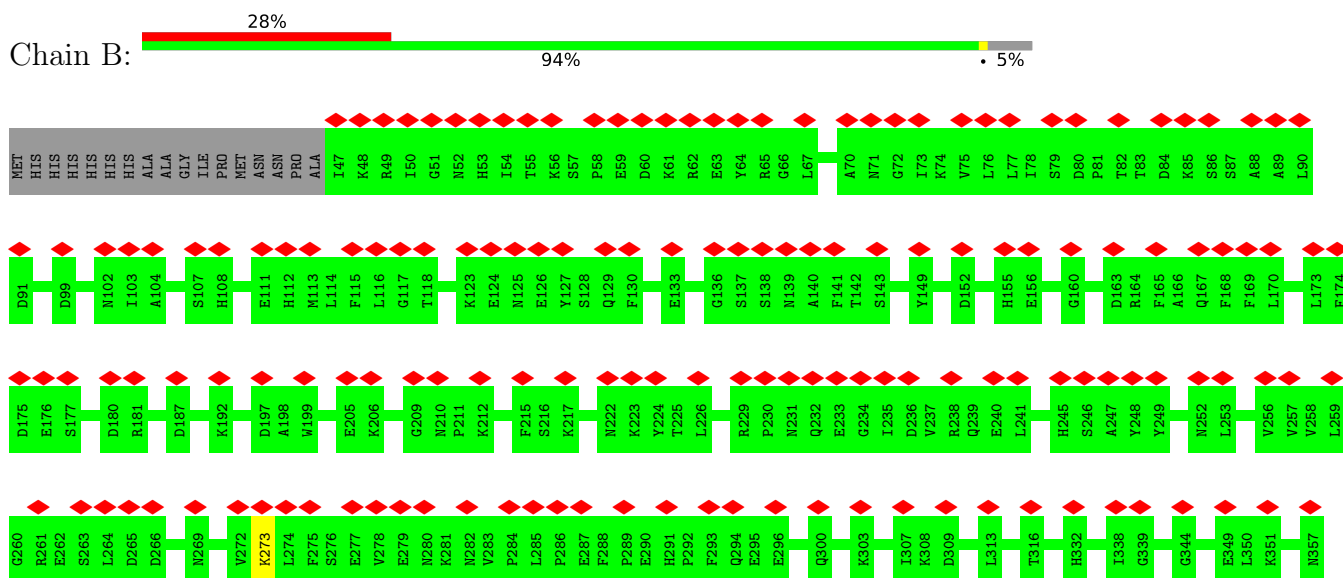 28%
Chain B:
94% • 5%
MET HIS HIS HIS HIS HIS HIS ALA ALA GLY ILE PRO MET ASN ASN PRO ALA I47 K48 R49 I50 G51 N52 H53 I54 T55 K56 S57 P58 E59 D60 K61 R62 E63 Y64 R65 G66 L67 A70 N71 G72 I73 K74 V75 L76 L77 I78 S79 D80 P81 T82 T83 D84 K85 S86 S87 A88 A89 L90
D91 D99 N102 I103 A104 S107 H108 E111 H112 M113 L114 F115 L116 G117 T118 K123 E124 N125 E126 Y127 S128 Q129 F130 E133 G136 S137 S138 N139 A140 F141 T142 S143 Y149 D152 H155 E156 G160 D163 R164 F165 A166 Q167 F168 F169 L170 L173 F174
D175 E176 S177 D180 R181 D187 K192 D197 A198 W199 E205 K206 G209 N210 P211 K212 F215 S216 K217 N222 K223 Y224 T225 L226 R229 P230 N231 Q232 E233 G234 I235 D236 V237 R238 Q239 E240 L241 H245 S246 A247 Y248 Y249 N252 L253 V256 V257 V258 L259
G260 R261 E262 S263 L264 D265 D266 N269 V272 K273 L274 F275 S276 E277 V278 E279 N280 K281 N282 V283 P284 L285 P286 E287 F288 P289 E290 H291 P292 F293 Q294 E295 E296 Q300 K303 I307 K308 D309 L313 T316 H332 I338 G339 G344 E349 L350 K351 N357